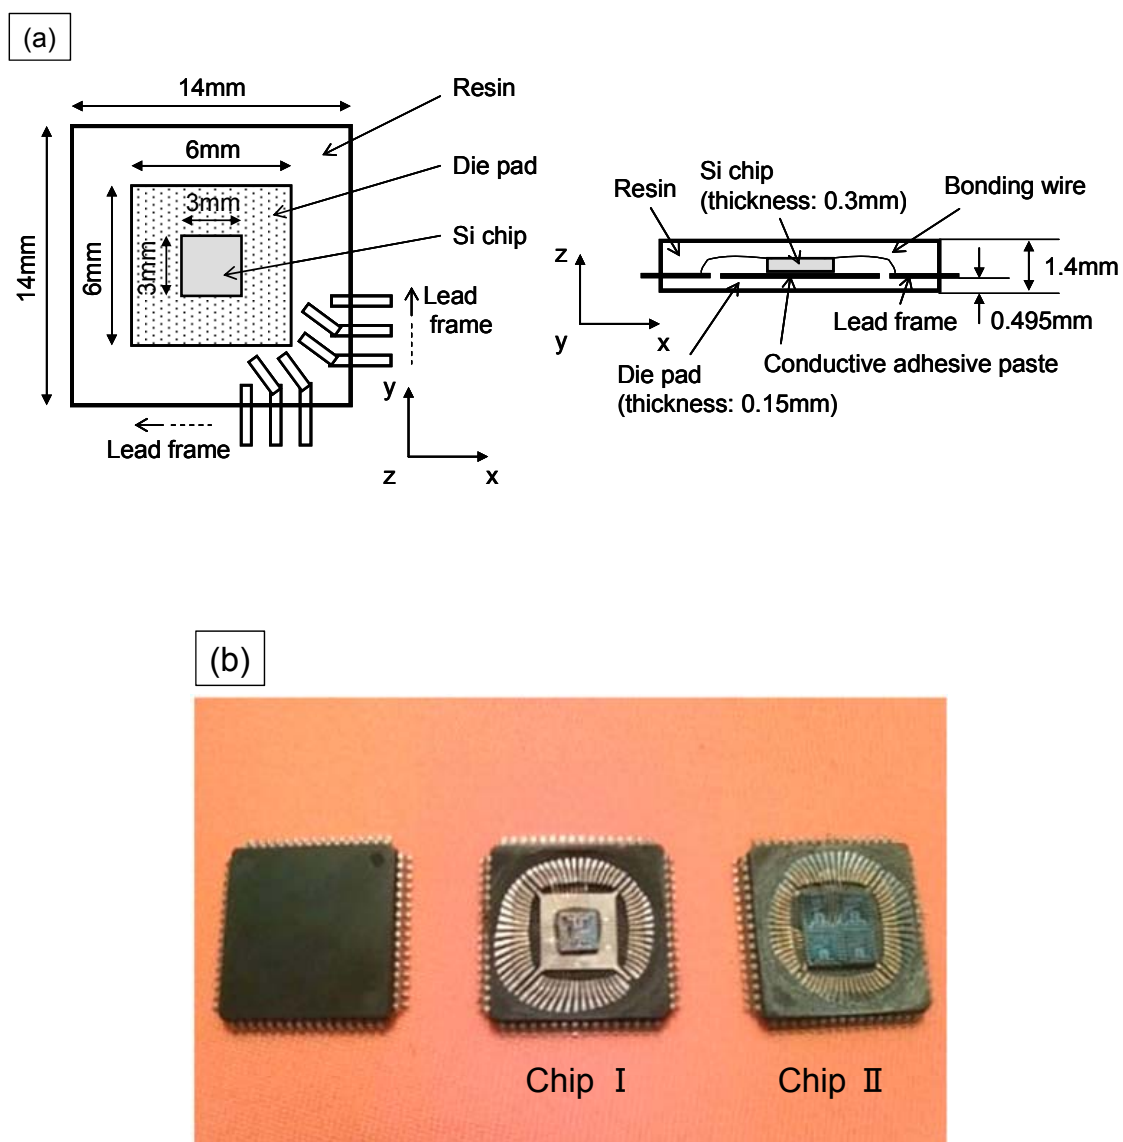 (a)
14mm
Resin
6mm
Die pad
3mm
Si chip
14mm
6mm
3mm
Lead
frame
Lead frame
y
z
x
Si chip
(thickness: 0.3mm)
Resin
Bonding wire
z
1.4mm
Lead frame
0.495mm
y
x
Conductive adhesive paste
Die pad
(thickness: 0.15mm)
(b)
Chip Ⅰ
Chip Ⅱ